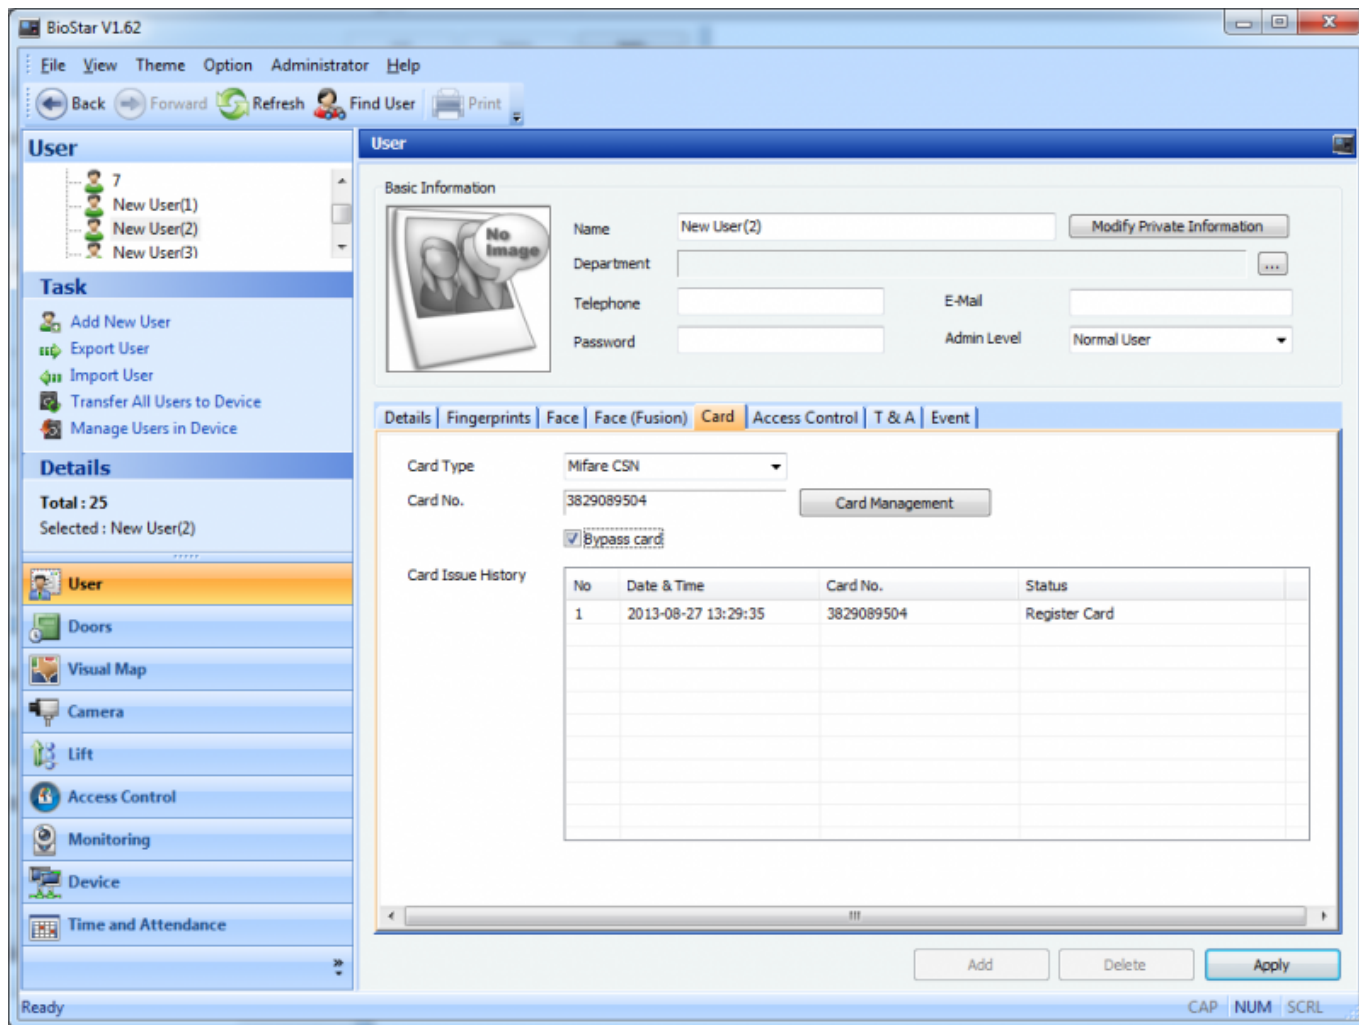 BioStar V1.62
File View Theme Option Administrator Help
Back Forward Refresh Find User Print
User
7
New User(1)
New User(2)
New User(3)
Task
Add New User
Export User
Import User
Transfer All Users to Device
Manage Users in Device
Details
Total : 25
Selected : New User(2)
User
Doors
Visual Map
Camera
Lift
Access Control
Monitoring
Device
Time and Attendance
User
Basic Information
No Image
Name New User(2) Modify Private Information
Department ...
Telephone E-Mail
Password Admin Level Normal User
Details Fingerprints Face Face (Fusion) Card Access Control T & A Event
Card Type Mifare CSN
Card No. 3829089504 Card Management
Bypass card
Card Issue History
No Date & Time Card No. Status
1 2013-08-27 13:29:35 3829089504 Register Card
Add Delete Apply
Ready CAP NUM SCRL